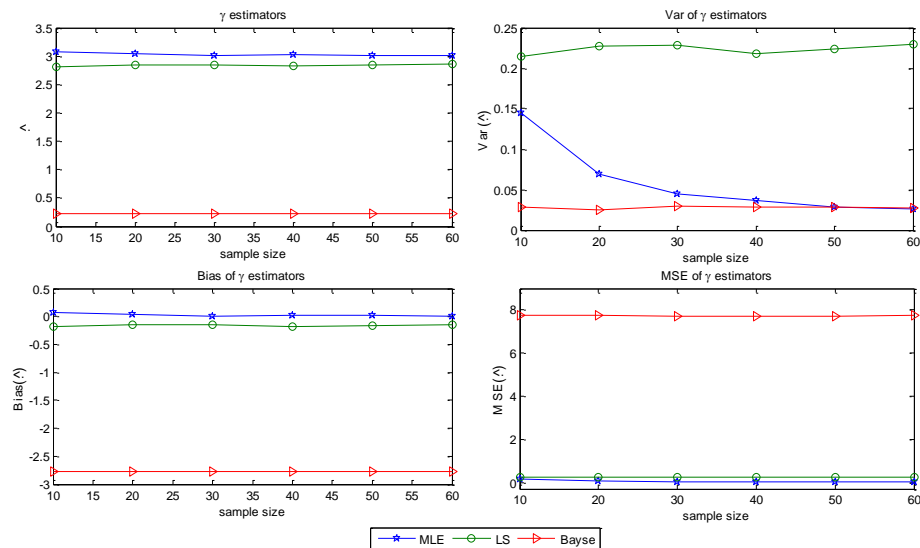 γ estimators
3.5
3
2.5
2
1.5
1
0.5
0
^
10 15 20 25 30 35 40 45 50 55 60
sample size
Var of γ estimators
0.25
0.2
0.15
0.1
0.05
0
Var(^)
10 20 30 40 50 60
sample size
Bias of γ estimators
0.5
0
-0.5
-1
-1.5
-2
-2.5
-3
Bias(^)
10 15 20 25 30 35 40 45 50 55 60
sample size
MSE of γ estimators
8
6
4
2
0
MSE(^)
10 20 30 40 50 60
sample size
MLE LS Bayse